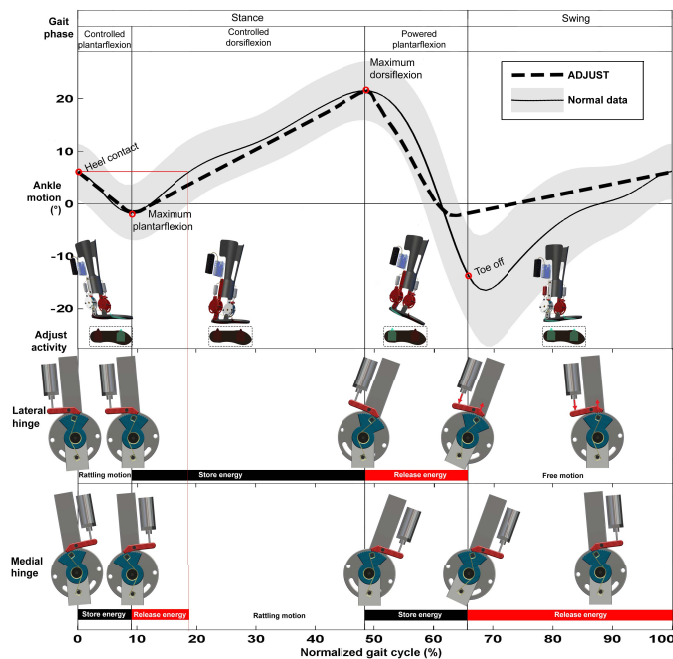 Gait
phase
Stance
Swing
Controlled
plantarflexion
Controlled
dorsiflexion
Powered
plantarflexion
Maximum
dorsiflexion
ADJUST
Normal data
Heel contact
Maximum
plantarflexion
Toe off
20
10
0
-10
-20
Ankle
motion
(°)
Adjust
activity
Lateral
hinge
Rattling motion
Store energy
Release energy
Free motion
Medial
hinge
Store energy
Release energy
Rattling motion
Store energy
Release energy
0
10
20
30
40
50
60
70
80
90
100
Normalized gait cycle (%)